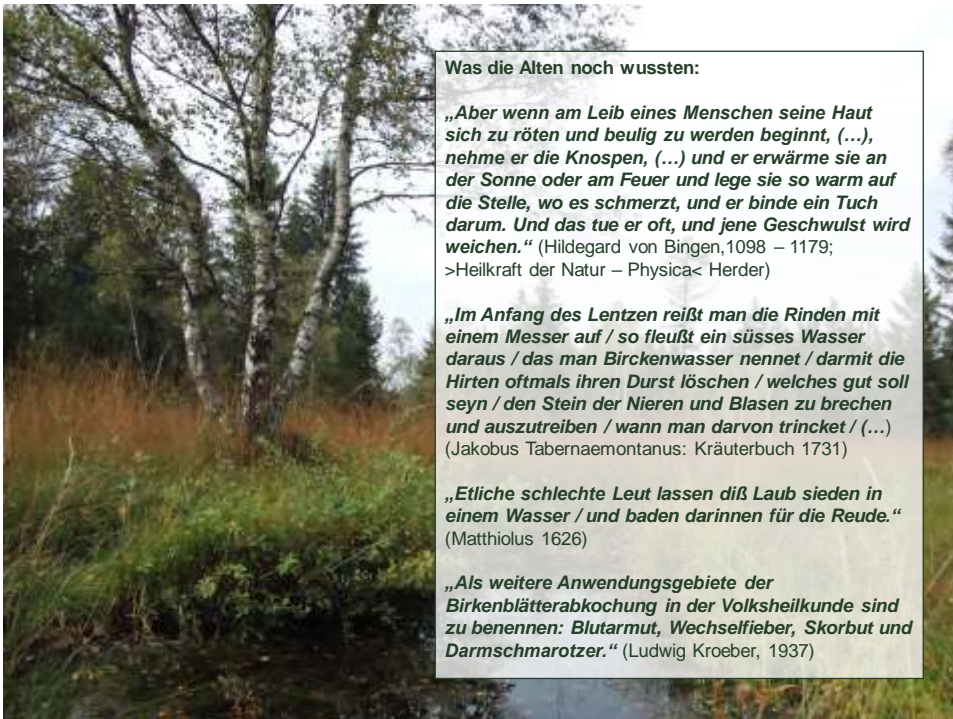 Was die Alten noch wussten:
„Aber wenn am Leib eines Menschen seine Haut
sich zu röten und beulig zu werden beginnt, (…),
nehme er die Knospen, (…) und er erwärme sie an
der Sonne oder am Feuer und lege sie so warm auf
die Stelle, wo es schmerzt, und er binde ein Tuch
darum. Und das tue er oft, und jene Geschwulst wird
weichen.“ (Hildegard von Bingen,1098 – 1179;
>Heilkraft der Natur – Physica< Herder)
„Im Anfang des Lentzen reißt man die Rinden mit
einem Messer auf / so fleußt ein süsses Wasser
daraus / das man Birckenwasser nennet / darmit die
Hirten oftmals ihren Durst löschen / welches gut soll
seyn / den Stein der Nieren und Blasen zu brechen
und auszutreiben / wann man darvon trincket / (…)
(Jakobus Tabernaemontanus: Kräuterbuch 1731)
„Etliche schlechte Leut lassen diß Laub sieden in
einem Wasser / und baden darinnen für die Reude.“
(Matthiolus 1626)
„Als weitere Anwendungsgebiete der
Birkenblätterabkochung in der Volksheilkunde sind
zu benennen: Blutarmut, Wechselfieber, Skorbut und
Darmschmarotzer.“ (Ludwig Kroeber, 1937)